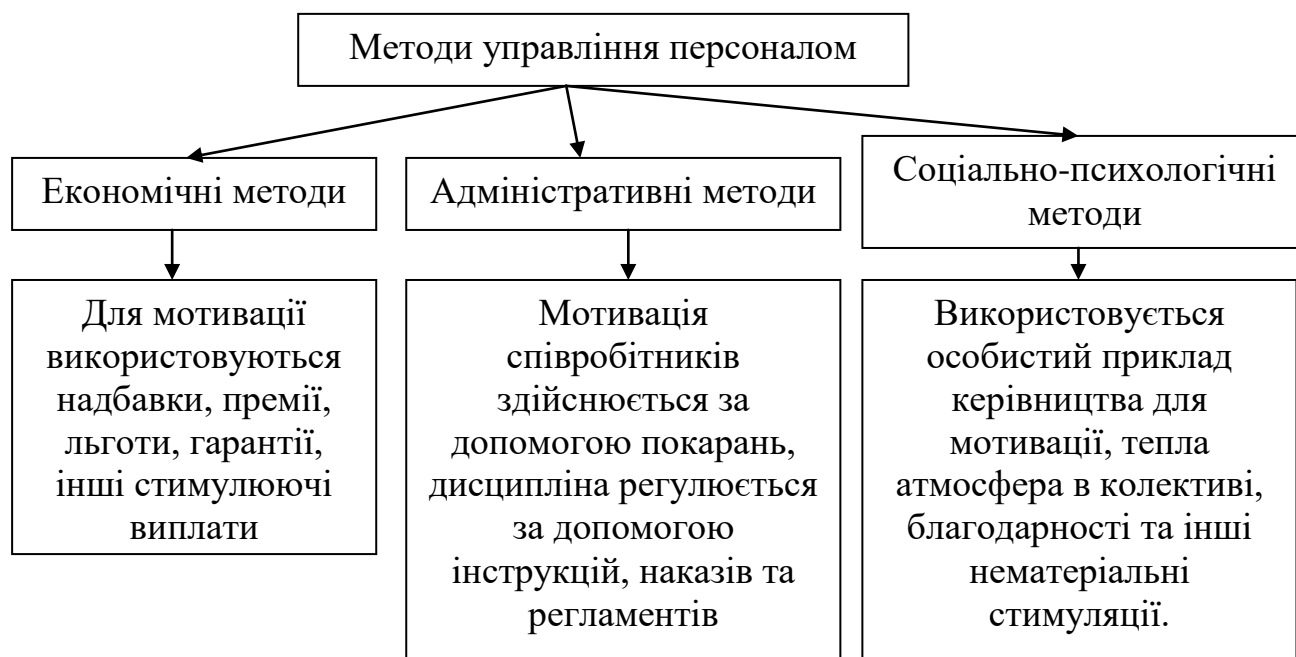 Методи управління персоналом
Економічні методи
Адміністративні методи
Соціально-психологічні
методи
Для мотивації
використовуються
надбавки, премії,
льготи, гарантії,
інші стимулюючі
виплати
Мотивація
співробітників
здійснюється за
допомогою покарань,
дисципліна регулюється
за допомогою
інструкцій, наказів та
регламентів
Використовується
особистий приклад
керівництва для
мотивації, тепла
атмосфера в колективі,
благодарності та інші
нематеріальні
стимуляції.